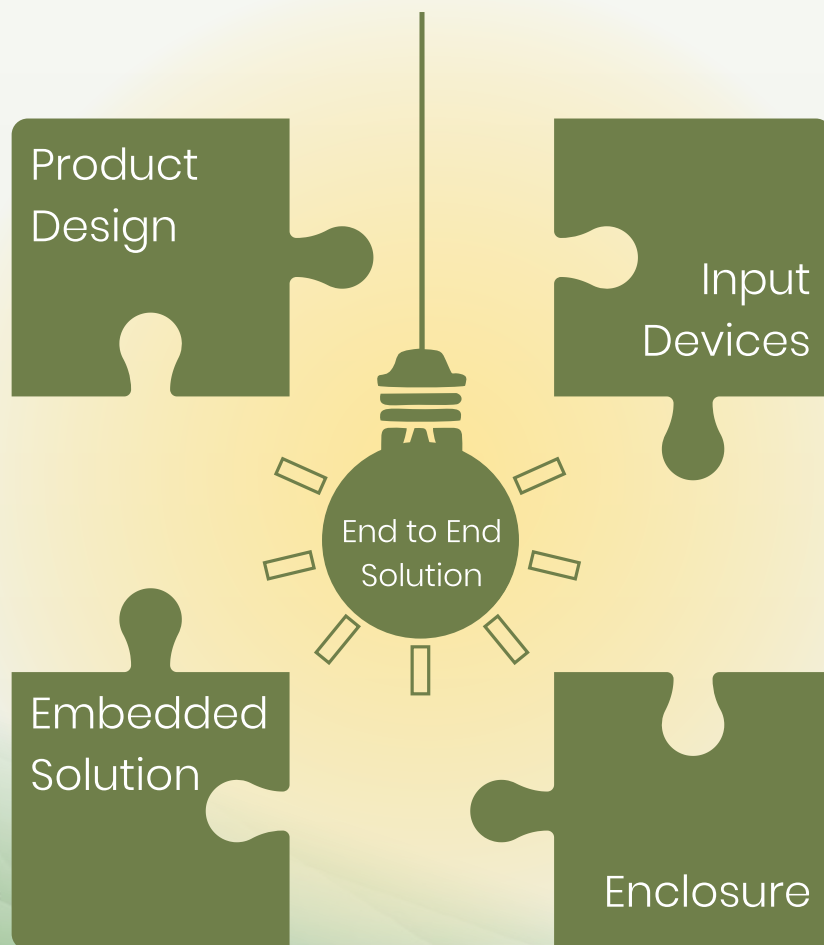 Product
Design
Input
Devices
End to End
Solution
Embedded
Solution
Enclosure